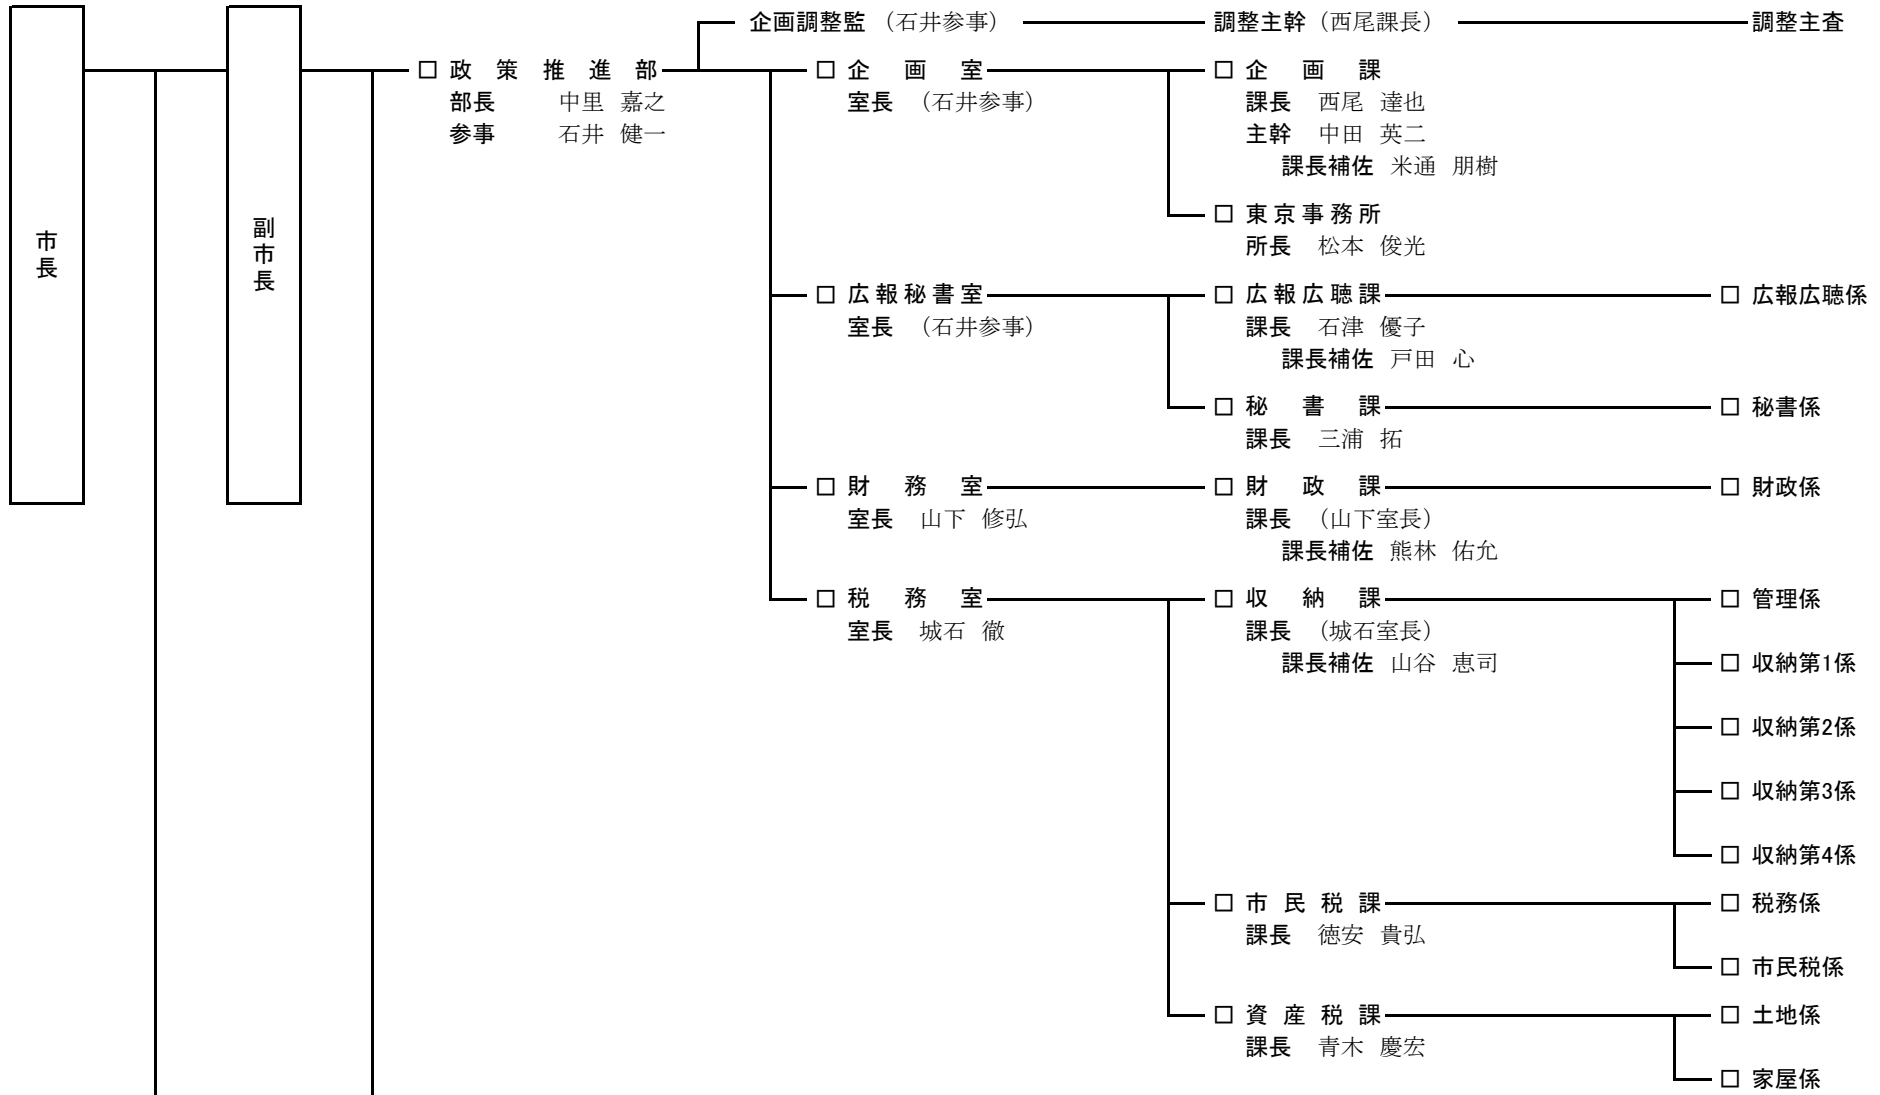 企画調整監 （石井参事） 調整主幹（西尾課長） 調整主査
市長
副市長
□ 政策推進部 □ 企画室 □ 企画課
部長 中里 嘉之 室長 （石井参事） 課長 西尾 達也
参事 石井 健一 主幹 中田 英二
課長補佐 米通 朋樹
□ 東京事務所
所長 松本 俊光
□ 広報秘書室 □ 広報広聴課 □ 広報広聴係
室長 （石井参事） 課長 石津 優子
課長補佐 戸田 心
□ 秘書課 □ 秘書係
課長 三浦 拓
□ 財務室 □ 財政課 □ 財政係
室長 山下 修弘 課長 （山下室長）
課長補佐 熊林 佑允
□ 税務室 □ 収納課 □ 管理係
室長 城石 徹 課長 （城石室長）
課長補佐 山谷 恵司 □ 収納第1係
□ 収納第2係
□ 収納第3係
□ 収納第4係
□ 市民税課 □ 税務係
課長 徳安 貴弘
□ 市民税係
□ 資産税課 □ 土地係
課長 青木 慶宏
□ 家屋係